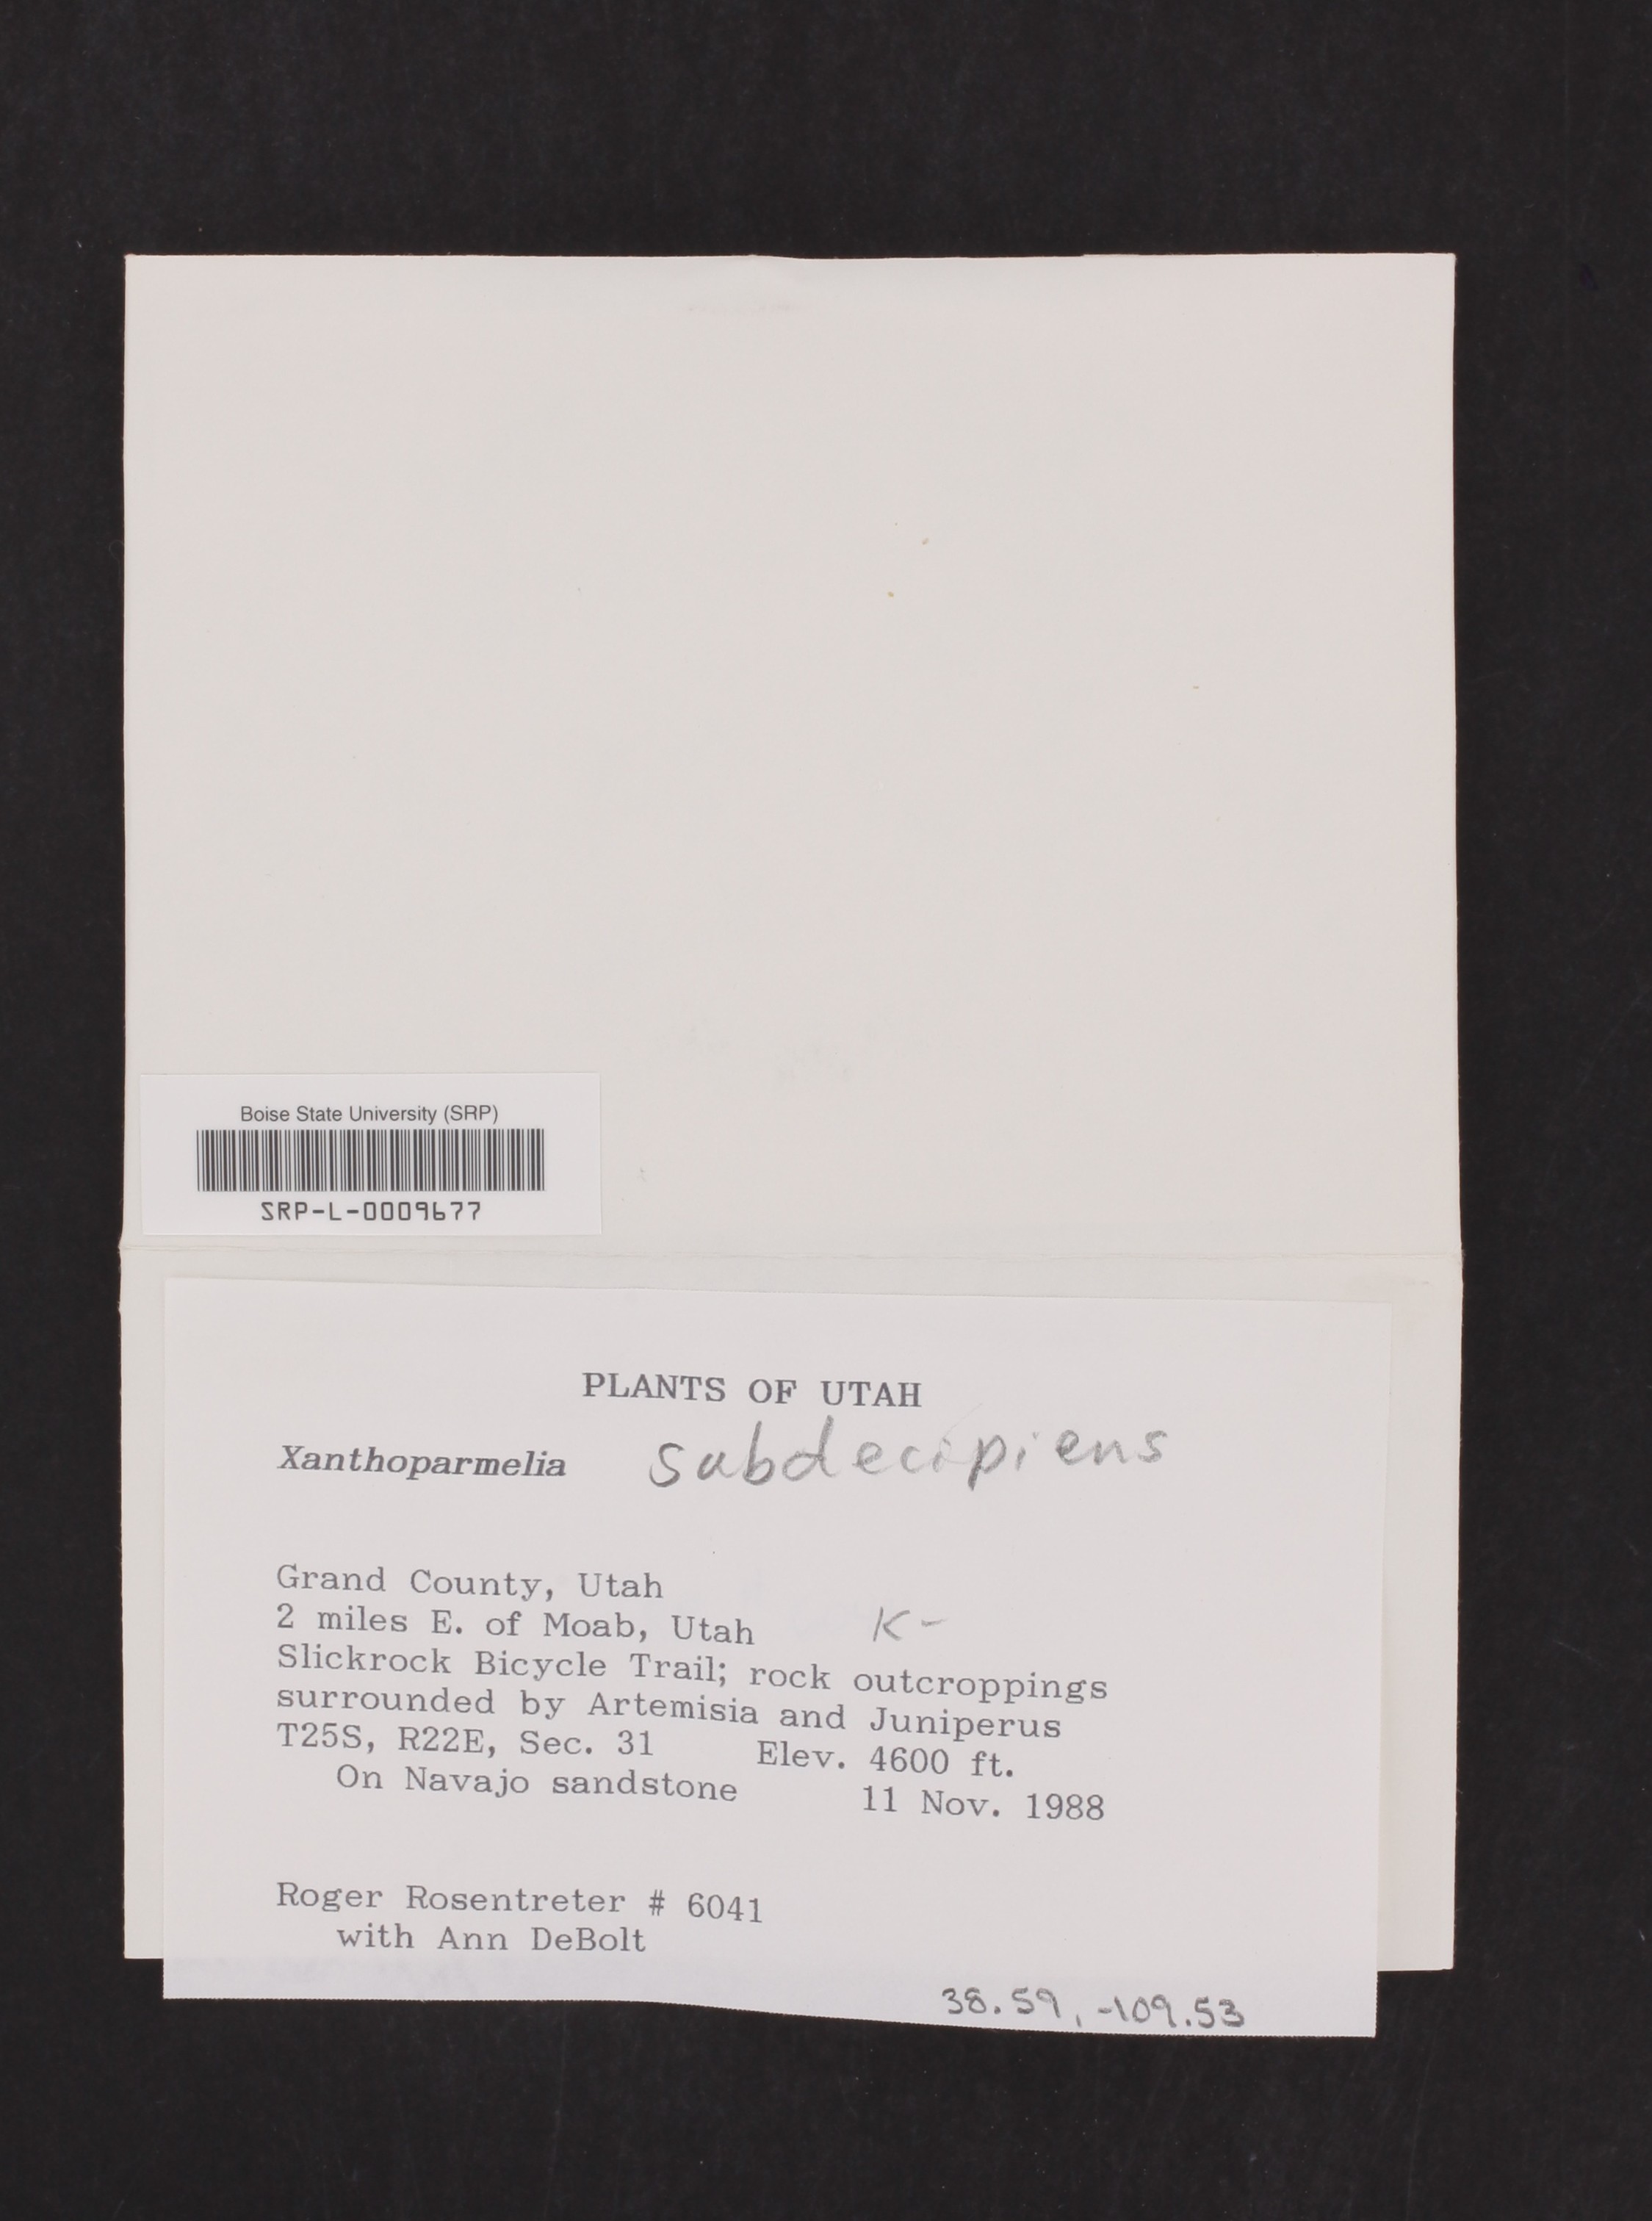 Boise State University (SRP)
SRP-L-0009677
PLANTS OF UTAH
Xanthoparmelia subdecipiens
Grand County, Utah
2 miles E. of Moab, Utah K-
Slickrock Bicycle Trail; rock outcroppings
surrounded by Artemisia and Juniperus
T25S, R22E, Sec. 31 Elev. 4600 ft.
On Navajo sandstone 11 Nov. 1988
Roger Rosentreter # 6041
with Ann DeBolt
38.59, -109.53